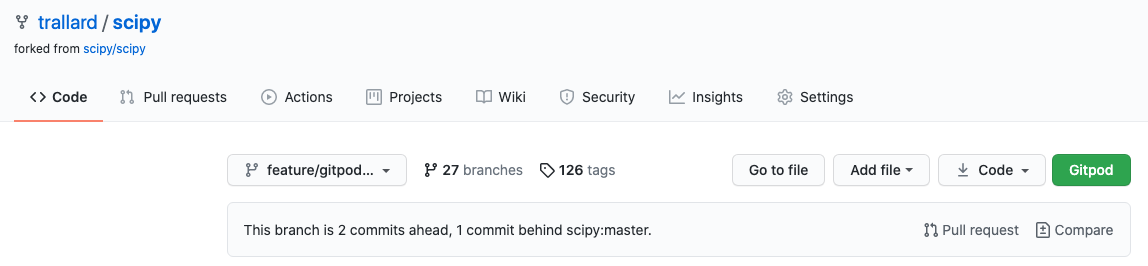 trallard / scipy
forked from scipy/scipy
Code Pull requests Actions Projects Wiki Security Insights Settings
feature/gitpod... 27 branches 126 tags Go to file Add file Code Gitpod
This branch is 2 commits ahead, 1 commit behind scipy:master. Pull request Compare